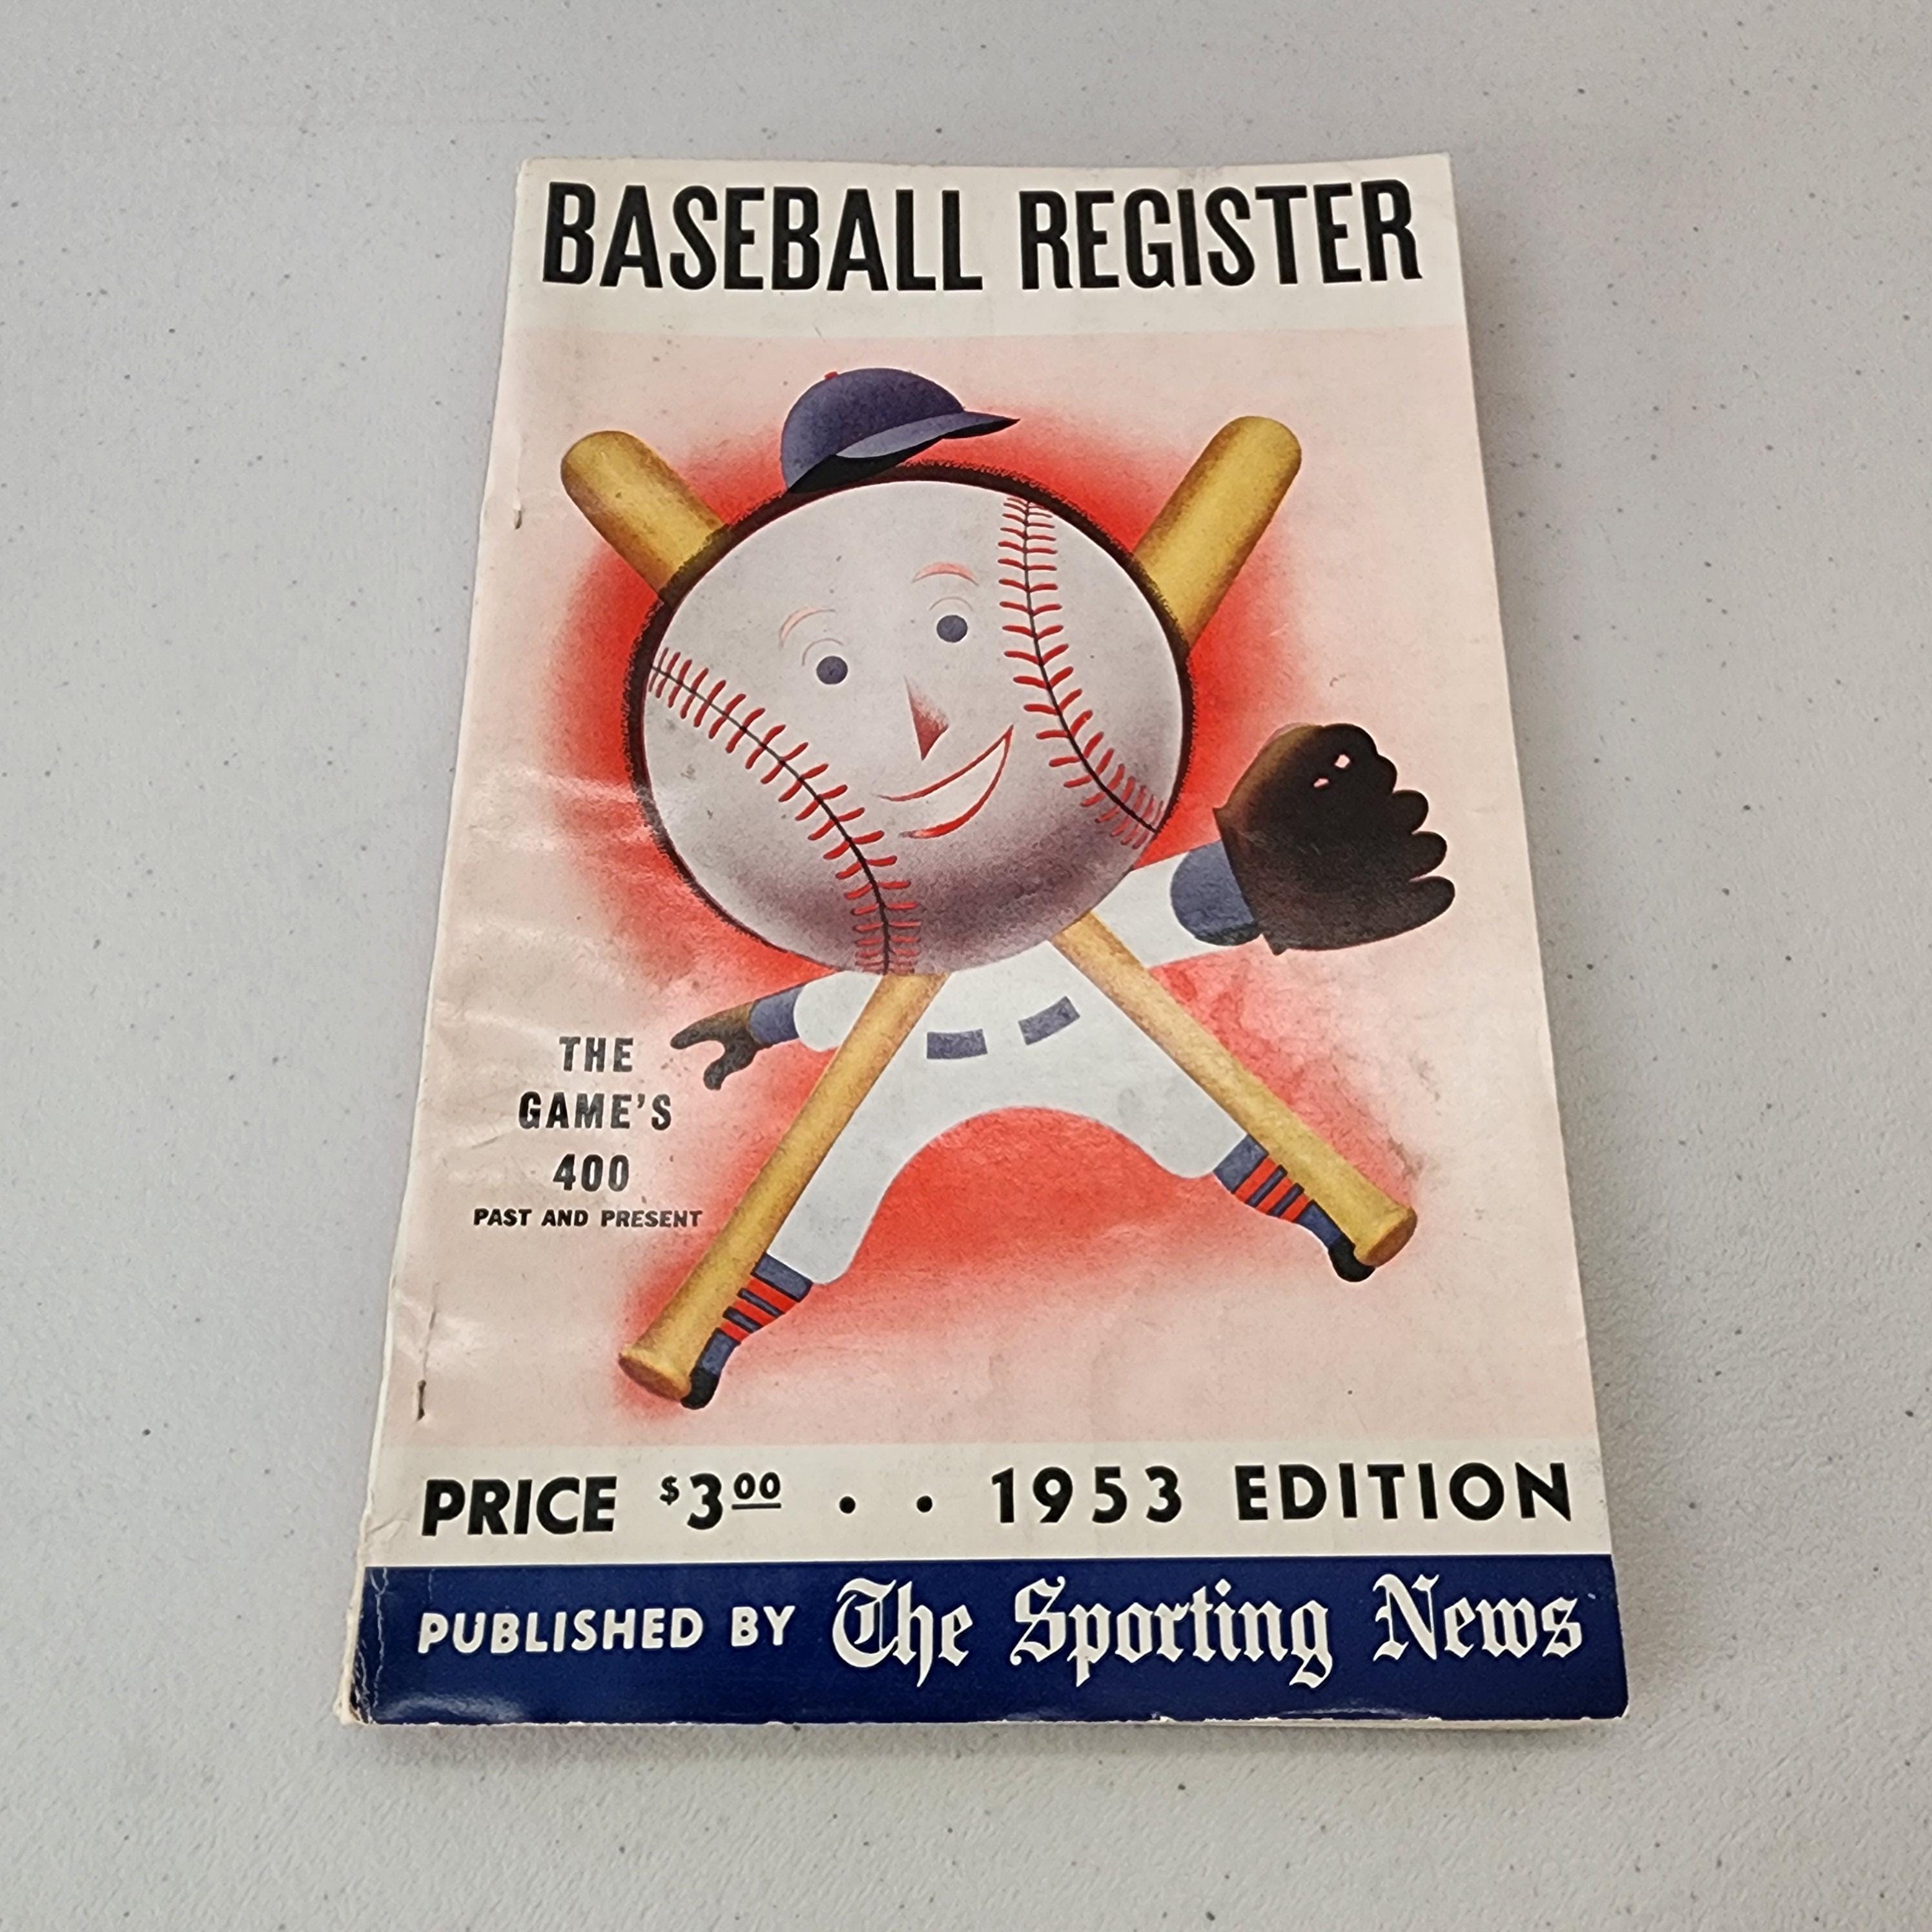 BASEBALL REGISTER
THE
GAME'S
400
PAST AND PRESENT
PRICE $3.00 . . 1953 EDITION
PUBLISHED BY The Sporting News